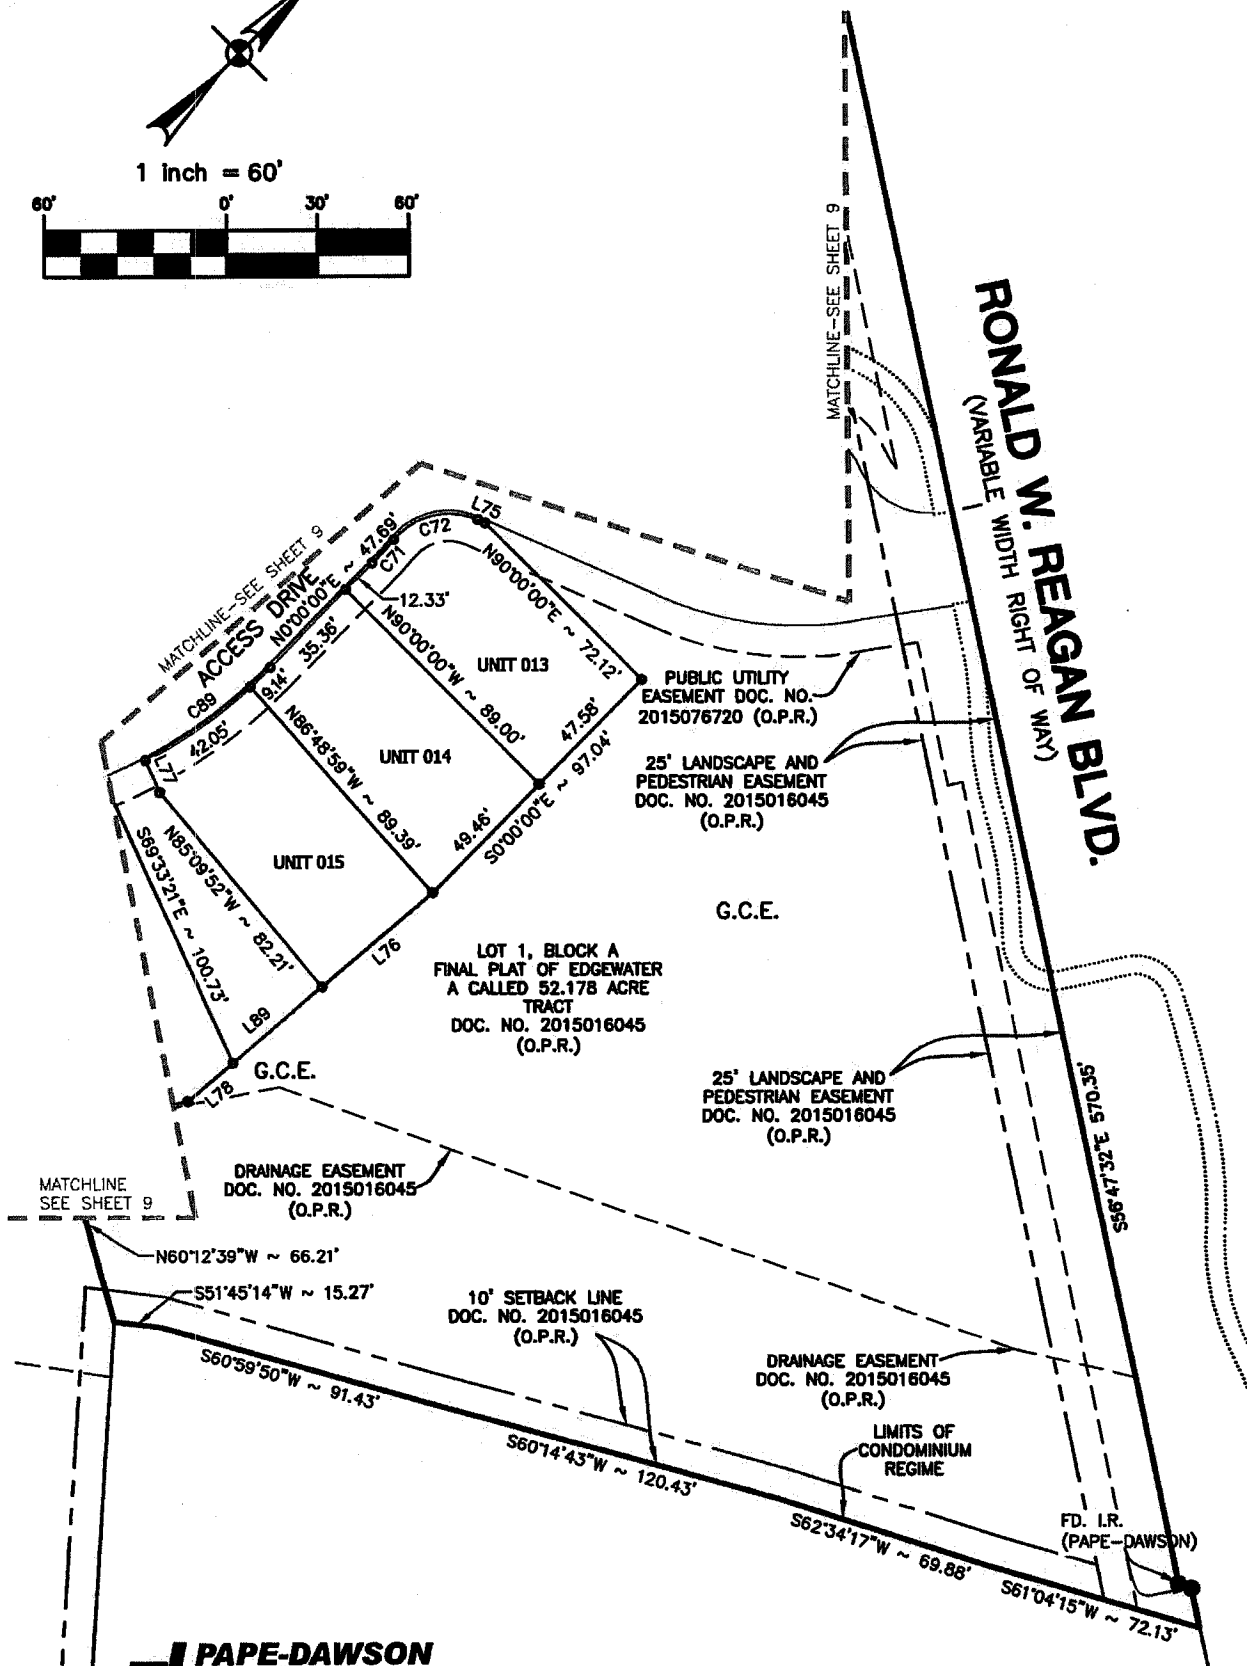 1 inch = 60'
60' 0' 30' 60'
MATCHLINE-SEE SHEET 9
RONALD W. REAGAN BLVD.
(VARIABLE WIDTH RIGHT OF WAY)
MATCHLINE-SEE SHEET 9
ACCESS DRIVE
N0°00'00"E ~ 47.69'
C71
C72
L75
N90°00'00"E ~ 72.12'
12.33'
35.36'
9.14'
C89
42.05'
L77
N90°00'00"W ~ 89.00'
UNIT 013
47.58'
S0°00'00"E ~ 97.04'
UNIT 014
49.46'
N86°48'59"W ~ 89.39'
UNIT 015
N85°09'52"W ~ 82.21'
S69°33'21"E ~ 100.73'
L76
L89
L78
G.C.E.
PUBLIC UTILITY
EASEMENT DOC. NO.
2015076720 (O.P.R.)
25' LANDSCAPE AND
PEDESTRIAN EASEMENT
DOC. NO. 2015016045
(O.P.R.)
G.C.E.
LOT 1, BLOCK A
FINAL PLAT OF EDGEWATER
A CALLED 52.178 ACRE
TRACT
DOC. NO. 2015016045
(O.P.R.)
25' LANDSCAPE AND
PEDESTRIAN EASEMENT
DOC. NO. 2015016045
(O.P.R.)
S56°47'32"E 570.35'
DRAINAGE EASEMENT
DOC. NO. 2015016045
(O.P.R.)
MATCHLINE
SEE SHEET 9
N60°12'39"W ~ 66.21'
S51°45'14"W ~ 15.27'
10' SETBACK LINE
DOC. NO. 2015016045
(O.P.R.)
S60°59'50"W ~ 91.43'
DRAINAGE EASEMENT
DOC. NO. 2015016045
(O.P.R.)
S60°14'43"W ~ 120.43'
LIMITS OF
CONDOMINIUM
REGIME
S62°34'17"W ~ 69.88'
FD. I.R.
(PAPE-DAWSON)
S61°04'15"W ~ 72.13'
PAPE-DAWSON